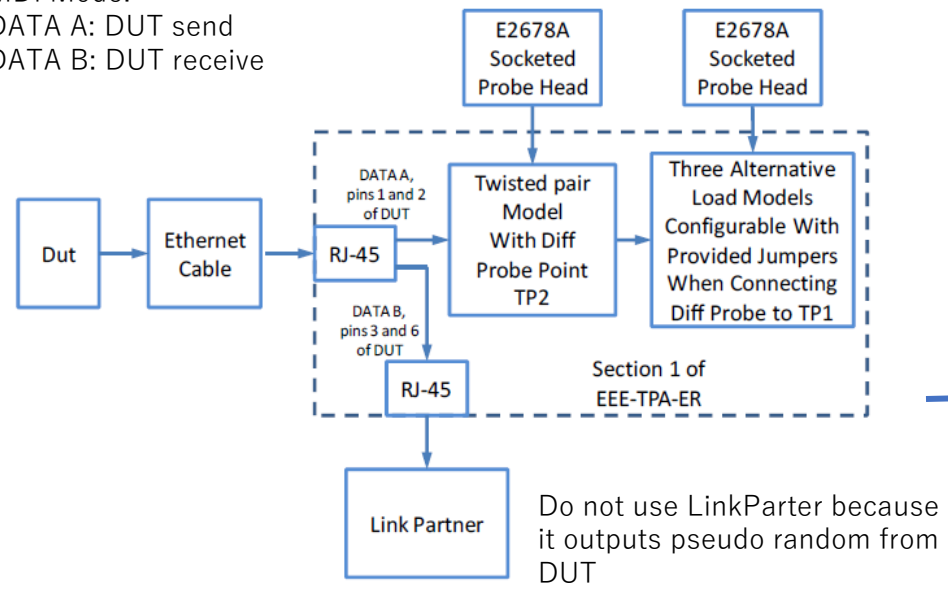 DATA A: DUT send
DATA B: DUT receive
E2678A
Socketed
Probe Head
E2678A
Socketed
Probe Head
DATA A,
pins 1 and 2
of DUT
Twisted pair
Model
With Diff
Probe Point
TP2
Three Alternative
Load Models
Configurable With
Provided Jumpers
When Connecting
Diff Probe to TP1
Dut
Ethernet
Cable
RJ-45
DATA B,
pins 3 and 6
of DUT
RJ-45
Section 1 of
EEE-TPA-ER
Link Partner
Do not use LinkParter because
it outputs pseudo random from
DUT